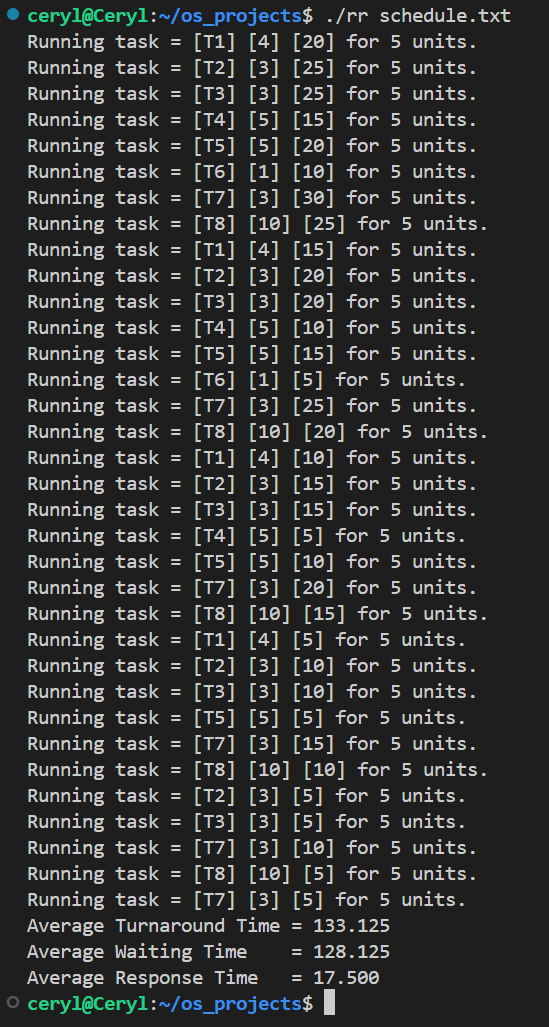 ceryl@Ceryl:~/os_projects$ ./rr schedule.txt
Running task = [T1] [4] [20] for 5 units.
Running task = [T2] [3] [25] for 5 units.
Running task = [T3] [3] [25] for 5 units.
Running task = [T4] [5] [15] for 5 units.
Running task = [T5] [5] [20] for 5 units.
Running task = [T6] [1] [10] for 5 units.
Running task = [T7] [3] [30] for 5 units.
Running task = [T8] [10] [25] for 5 units.
Running task = [T1] [4] [15] for 5 units.
Running task = [T2] [3] [20] for 5 units.
Running task = [T3] [3] [20] for 5 units.
Running task = [T4] [5] [10] for 5 units.
Running task = [T5] [5] [15] for 5 units.
Running task = [T6] [1] [5] for 5 units.
Running task = [T7] [3] [25] for 5 units.
Running task = [T8] [10] [20] for 5 units.
Running task = [T1] [4] [10] for 5 units.
Running task = [T2] [3] [15] for 5 units.
Running task = [T3] [3] [15] for 5 units.
Running task = [T4] [5] [5] for 5 units.
Running task = [T5] [5] [10] for 5 units.
Running task = [T7] [3] [20] for 5 units.
Running task = [T8] [10] [15] for 5 units.
Running task = [T1] [4] [5] for 5 units.
Running task = [T2] [3] [10] for 5 units.
Running task = [T3] [3] [10] for 5 units.
Running task = [T5] [5] [5] for 5 units.
Running task = [T7] [3] [15] for 5 units.
Running task = [T8] [10] [10] for 5 units.
Running task = [T2] [3] [5] for 5 units.
Running task = [T3] [3] [5] for 5 units.
Running task = [T7] [3] [10] for 5 units.
Running task = [T8] [10] [5] for 5 units.
Running task = [T7] [3] [5] for 5 units.
Average Turnaround Time = 133.125
Average Waiting Time    = 128.125
Average Response Time   = 17.500
ceryl@Ceryl:~/os_projects$